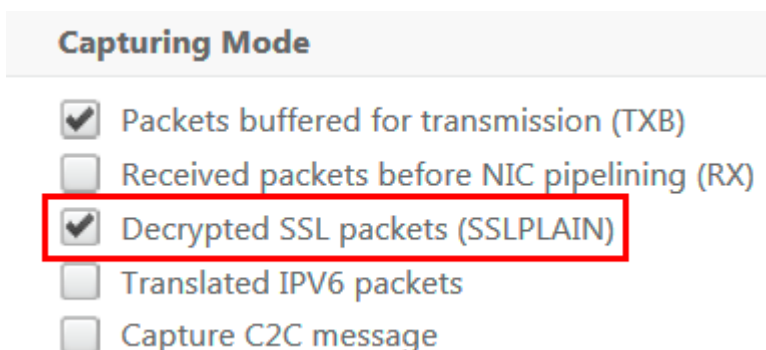 Capturing Mode
Packets buffered for transmission (TXB)
Received packets before NIC pipelining (RX)
Decrypted SSL packets (SSLPLAIN)
Translated IPV6 packets
Capture C2C message